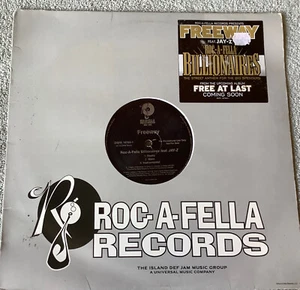 ROC-A-FELLA RECORDS PRESENTS
FREEWAY
FEAT. JAY-Z
ROC-A-FELLA
BILLIONAIRES
THE STREET ANTHEM FOR THE BIG SPENDERS
FROM THE UPCOMING ALBUM
FREE AT LAST
COMING SOON
Freeway
Roc-a-Fella Billionaires feat. JAY-Z
ROC-A-FELLA
RECORDS
THE ISLAND DEF JAM MUSIC GROUP
A UNIVERSAL MUSIC COMPANY